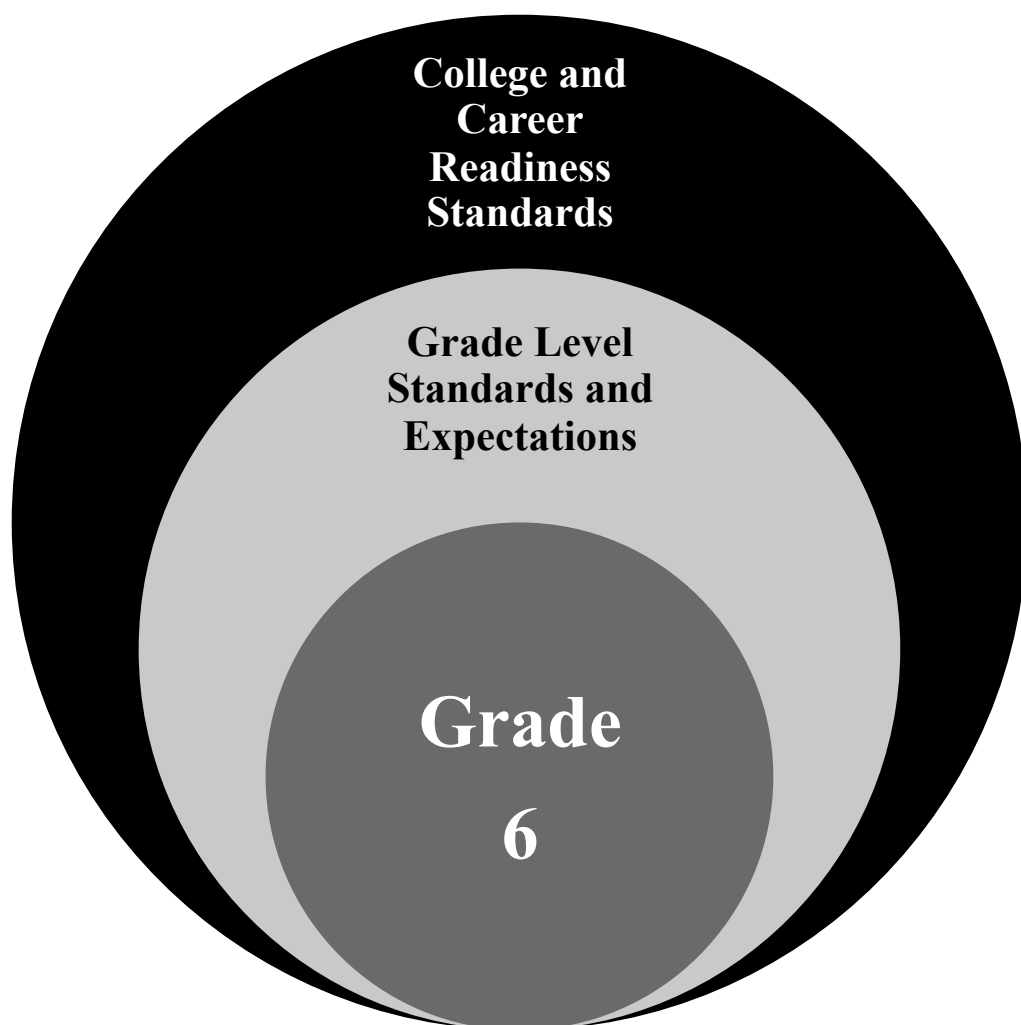 College and
Career
Readiness
Standards
Grade Level
Standards and
Expectations
Grade
6